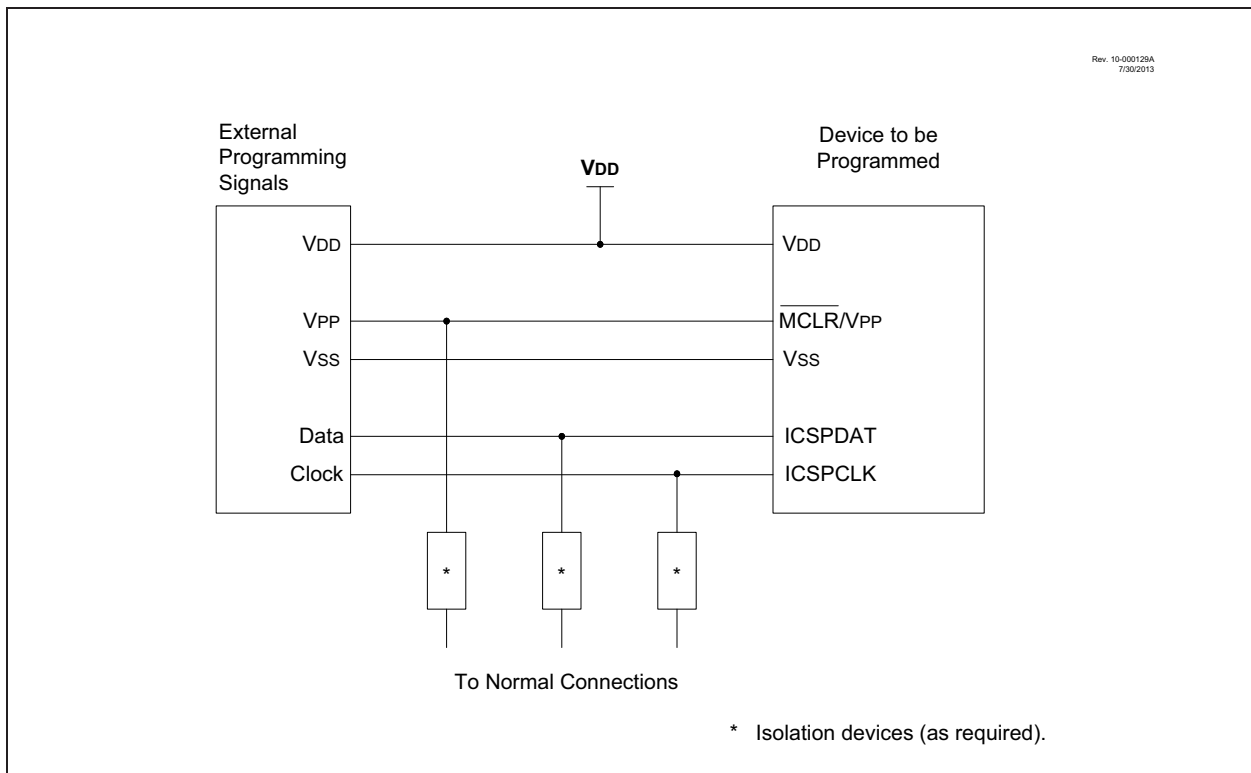 Rev. 10-000129A
7/30/2013
External
Programming
Signals
VDD
Device to be
Programmed
VDD
VPP
VSS
Data
Clock
VDD
MCLR/VPP
VSS
ICSPDAT
ICSPCLK
*
*
*
To Normal Connections
* Isolation devices (as required).